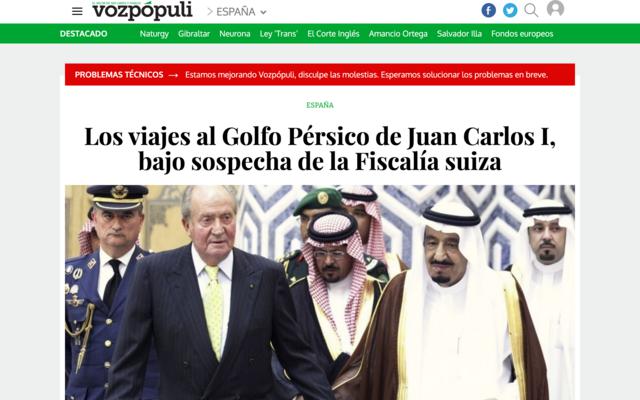 vozpópuli
> ESPAÑA
DESTACADO Naturgy Gibraltar Neurona Ley 'Trans' El Corte Inglés Amancio Ortega Salvador Illa Fondos europeos
PROBLEMAS TÉCNICOS → Estamos mejorando Vozpópuli, disculpe las molestias. Esperamos solucionar los problemas en breve.
ESPAÑA
Los viajes al Golfo Pérsico de Juan Carlos I,
bajo sospecha de la Fiscalía suiza